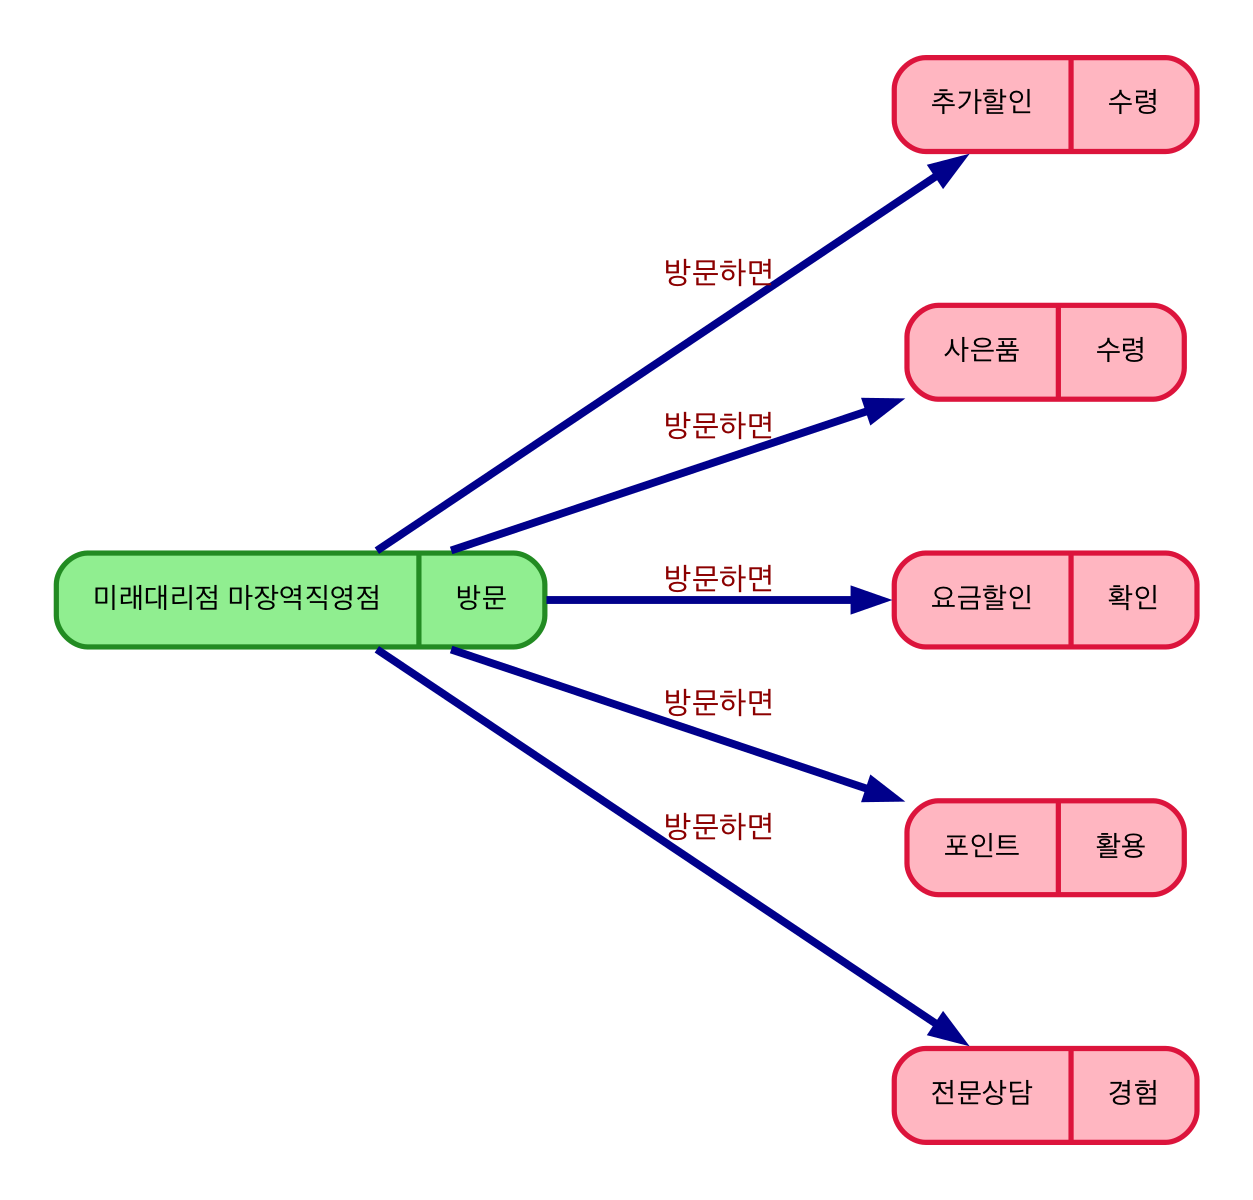 추가할인 수령
방문하면
사은품 수령
방문하면
미래대리점 마장역직영점 방문
방문하면
요금할인 확인
방문하면
포인트 활용
방문하면
전문상담 경험